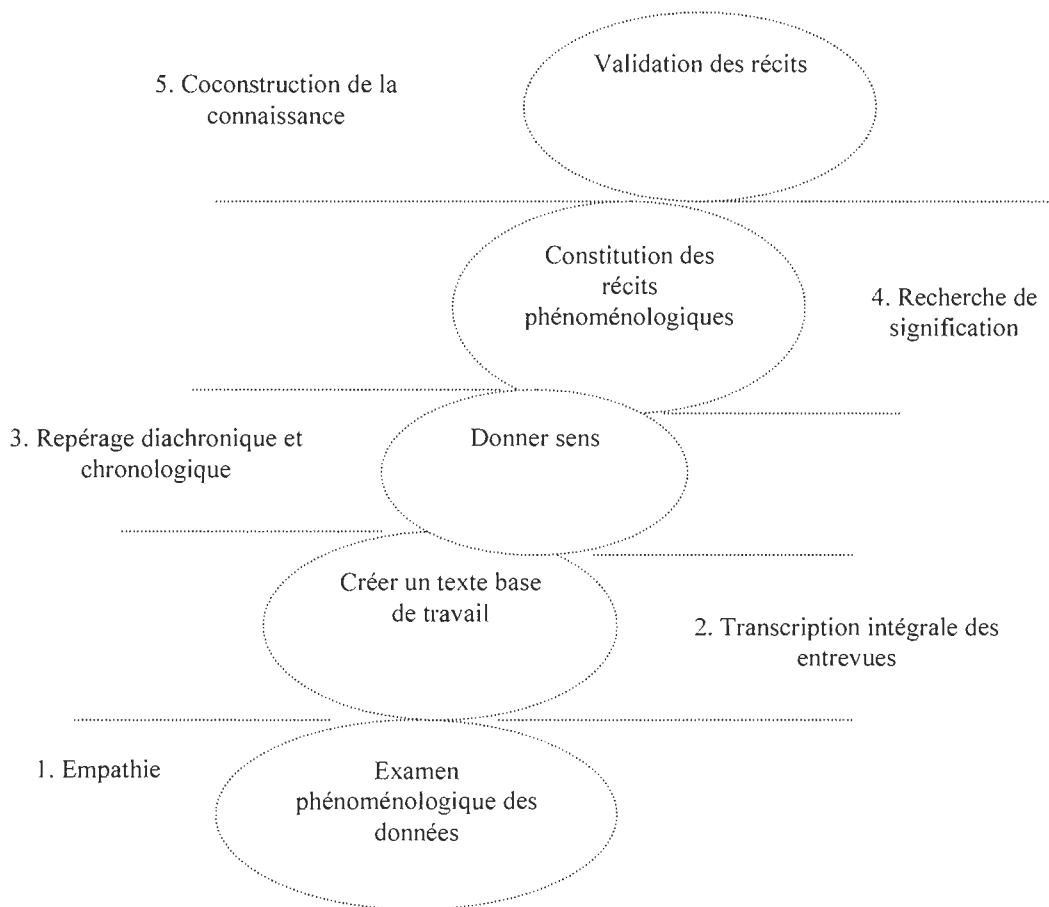 Validation des récits
5. Coconstruction de la
connaissance
Constitution des
récits
phénoménologiques
4. Recherche de
signification
Donner sens
3. Repérage diachronique et
chronologique
Créer un texte base
de travail
2. Transcription intégrale des
entrevues
1. Empathie
Examen
phénoménologique des
données